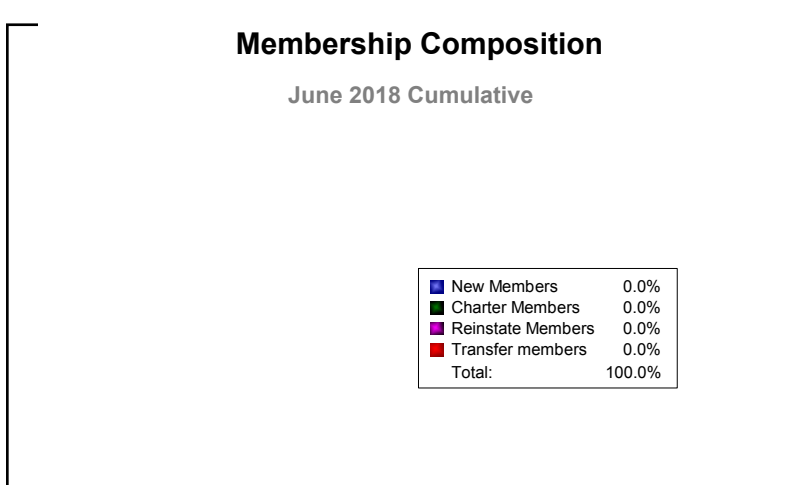 Membership Composition
June 2018 Cumulative
New Members 0.0%
Charter Members 0.0%
Reinstate Members 0.0%
Transfer members 0.0%
Total: 100.0%